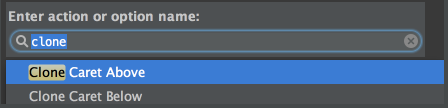 Enter action or option name:
clone
Clone Caret Above
Clone Caret Below